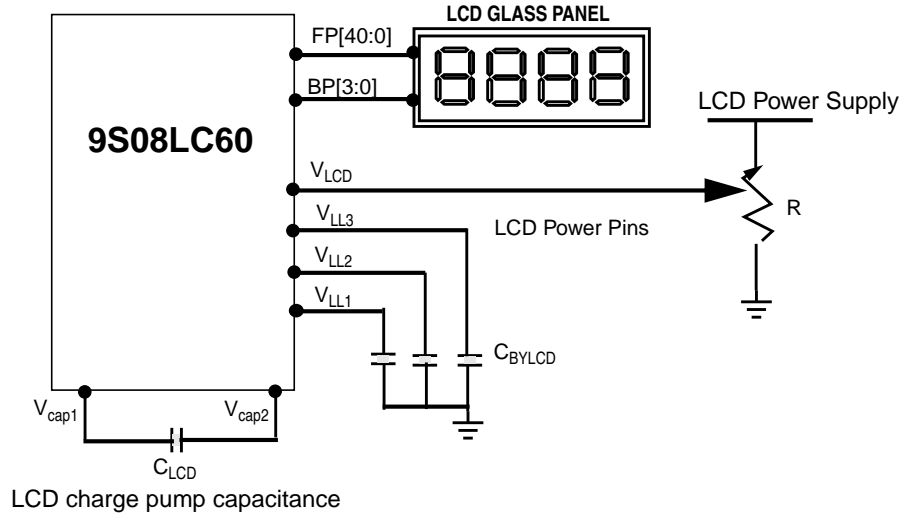 LCD GLASS PANEL
FP[40:0]
BP[3:0]
LCD Power Supply
9S08LC60
VLCD
R
VLL3
LCD Power Pins
VLL2
VLL1
CBYLCD
Vcap1
Vcap2
CLCD
LCD charge pump capacitance